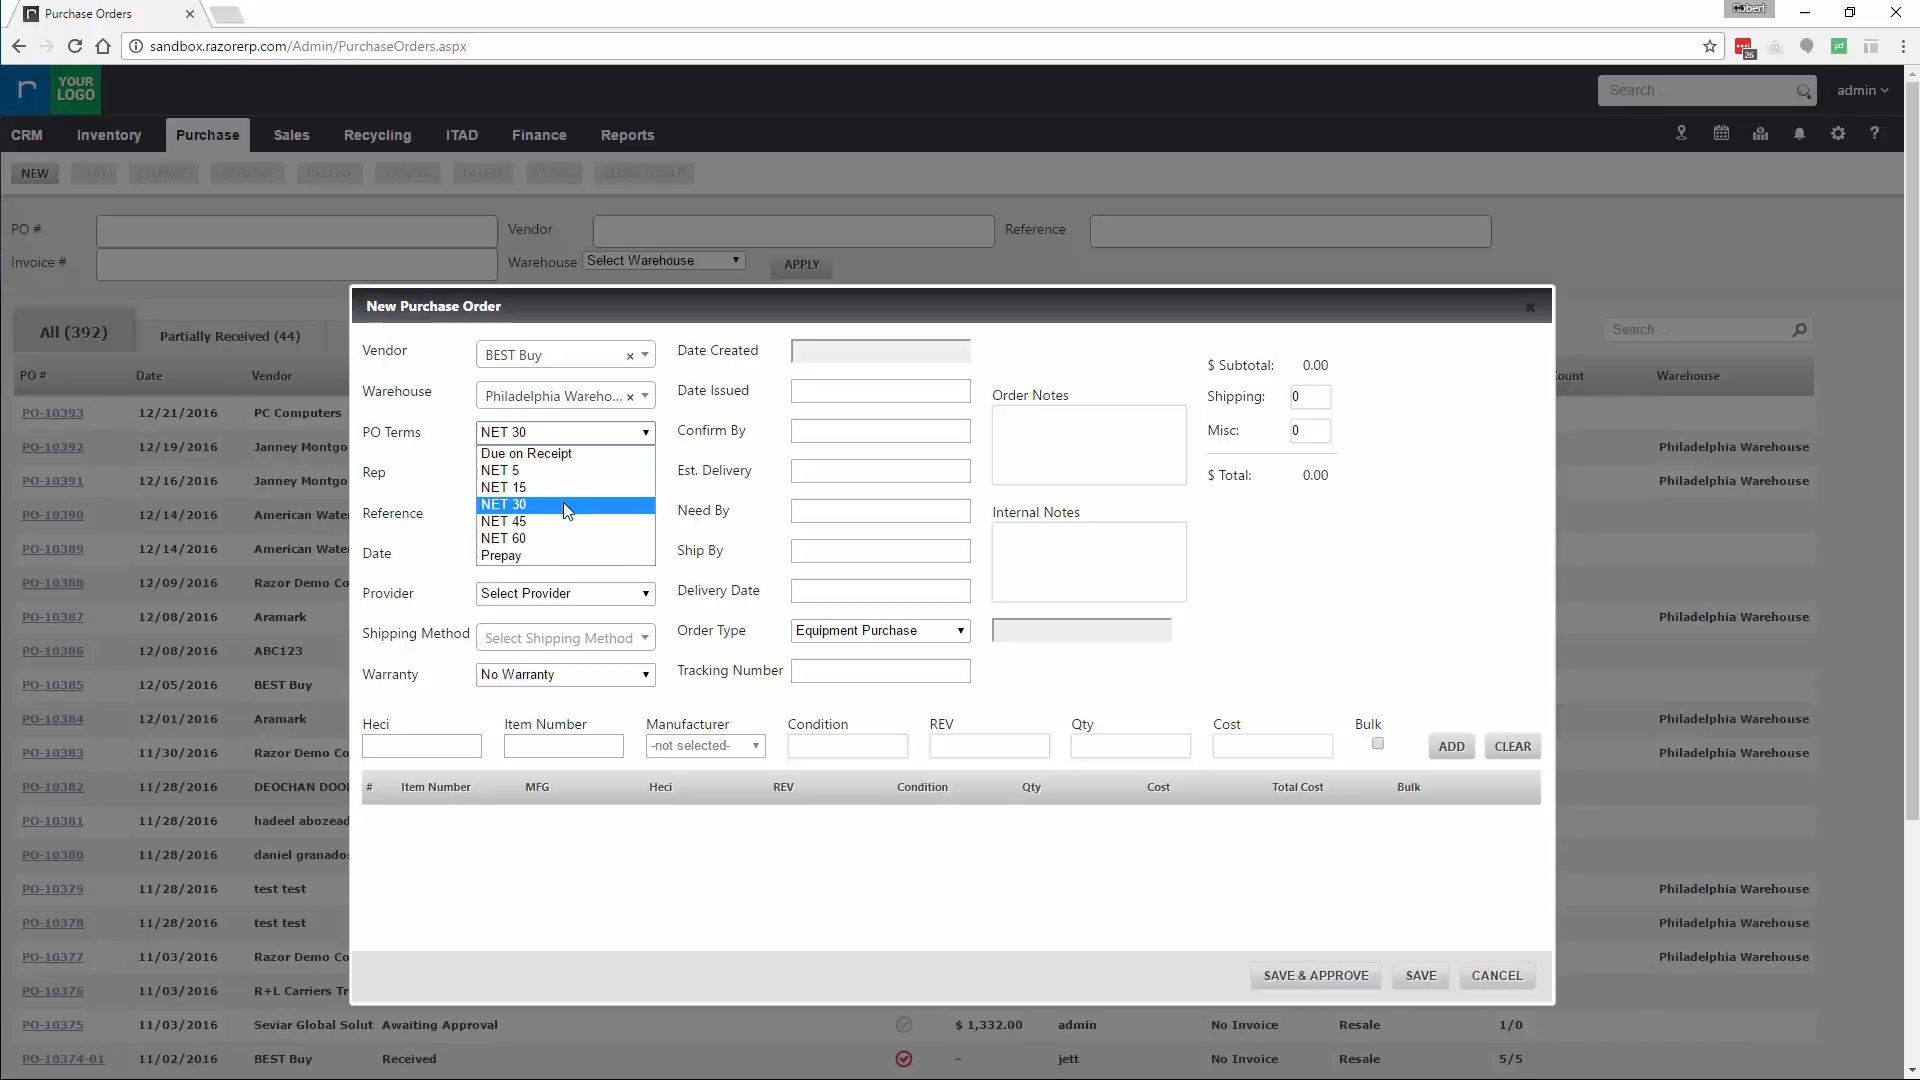 Purchase Orders
Robert
sandbox.razorerp.com/Admin/PurchaseOrders.aspx
26
pd
r
YOUR
LOGO
Search ...
admin
CRM
Inventory
Purchase
Sales
Recycling
ITAD
Finance
Reports
?
NEW
EDIT
CHANGE
APPROVE
RECEIVE
CANCEL
DELETE
CLOSE
CLONE ORDER
PO #
Vendor
Reference
Invoice #
Warehouse
Select Warehouse
APPLY
All (392)
Partially Received (44)
Search ...
PO #
Date
Vendor
ount
Warehouse
PO-10393 12/21/2016 PC Computers
PO-10392 12/19/2016 Janney Montgo Philadelphia Warehouse
PO-10391 12/16/2016 Janney Montgo Philadelphia Warehouse
PO-10390 12/14/2016 American Water
PO-10389 12/14/2016 American Water
PO-10388 12/09/2016 Razor Demo Co
PO-10387 12/08/2016 Aramark Philadelphia Warehouse
PO-10386 12/08/2016 ABC123
PO-10385 12/05/2016 BEST Buy
PO-10384 12/01/2016 Aramark Philadelphia Warehouse
PO-10383 11/30/2016 Razor Demo Co Philadelphia Warehouse
PO-10382 11/28/2016 DEOCHAN DOO
PO-10381 11/28/2016 hadeel abozead
PO-10380 11/28/2016 daniel granados
PO-10379 11/28/2016 test test Philadelphia Warehouse
PO-10378 11/28/2016 test test Philadelphia Warehouse
PO-10377 11/03/2016 Razor Demo Co Philadelphia Warehouse
PO-10376 11/03/2016 R+L Carriers Tr
PO-10375 11/03/2016 Seviar Global Solut Awaiting Approval $ 1,332.00 admin No Invoice Resale 1/0
PO-10374-01 11/02/2016 BEST Buy Received – jett No Invoice Resale 5/5
New Purchase Order
Vendor
BEST Buy
Warehouse
Philadelphia Wareho...
PO Terms
NET 30
Due on Receipt
NET 5
NET 15
NET 30
NET 45
NET 60
Prepay
Rep
Reference
Date
Provider
Select Provider
Shipping Method
Select Shipping Method
Warranty
No Warranty
Date Created
Date Issued
Confirm By
Est. Delivery
Need By
Ship By
Delivery Date
Order Type
Equipment Purchase
Tracking Number
Order Notes
Internal Notes
$ Subtotal: 0.00
Shipping: 0
Misc: 0
$ Total: 0.00
Heci
Item Number
Manufacturer
Condition
REV
Qty
Cost
Bulk
-not selected-
ADD
CLEAR
# Item Number MFG Heci REV Condition Qty Cost Total Cost Bulk
SAVE & APPROVE
SAVE
CANCEL